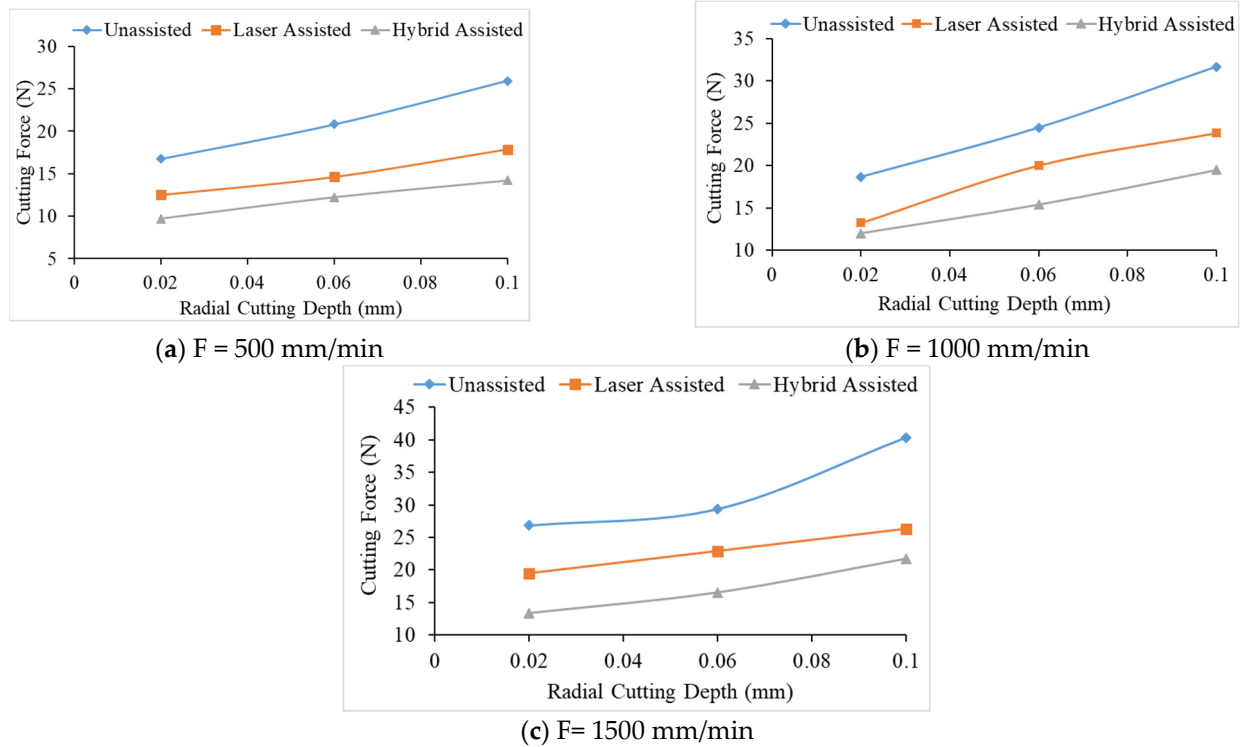 Unassisted Laser Assisted Hybrid Assisted
30
25
20
15
10
5
0 0.02 0.04 0.06 0.08 0.1
Cutting Force (N)
Radial Cutting Depth (mm)
(a) F = 500 mm/min
Unassisted Laser Assisted Hybrid Assisted
35
30
25
20
15
10
0 0.02 0.04 0.06 0.08 0.1
Cutting Force (N)
Radial Cutting Depth (mm)
(b) F = 1000 mm/min
Unassisted Laser Assisted Hybrid Assisted
45
40
35
30
25
20
15
10
0 0.02 0.04 0.06 0.08 0.1
Cutting Force (N)
Radial Cutting Depth (mm)
(c) F= 1500 mm/min